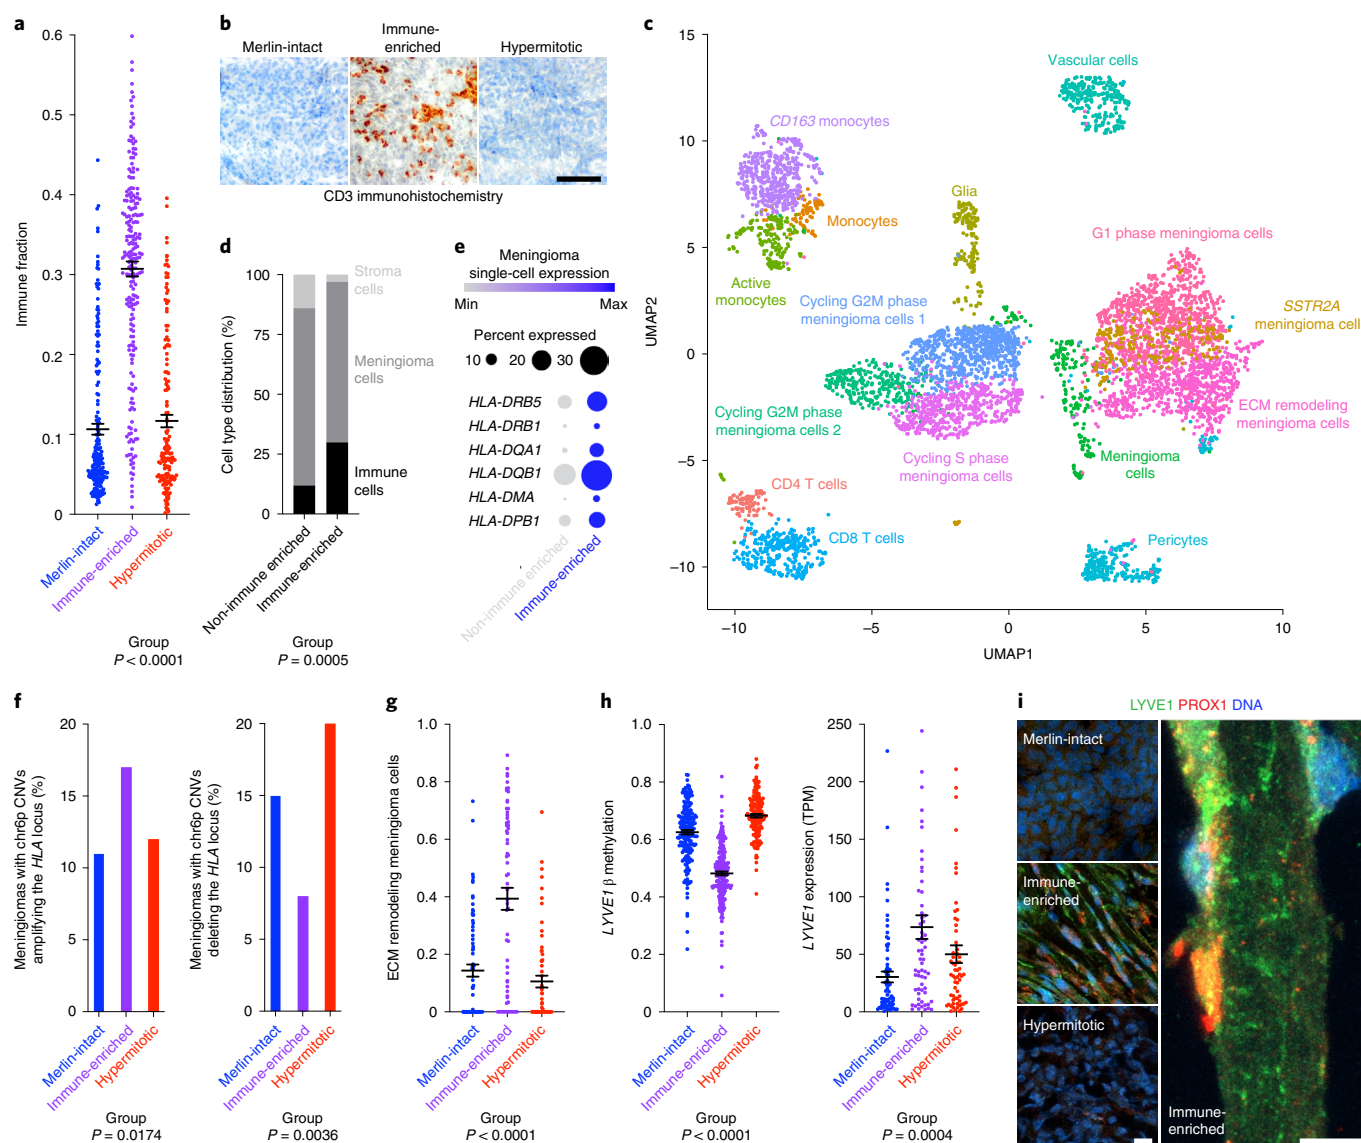 a
Immune fraction
0.6
0.5
0.4
0.3
0.2
0.1
0
Merlin-intact
Immune-enriched
Hypermitotic
Group
P < 0.0001
b
Merlin-intact
Immune-
enriched
Hypermitotic
CD3 immunohistochemistry
c
UMAP2
15
10
5
0
−5
−10
−10
−5
0
5
10
UMAP1
Vascular cells
CD163 monocytes
Monocytes
Active
monocytes
Glia
G1 phase meningioma cells
SSTR2A
meningioma cell
Cycling G2M phase
meningioma cells 1
Cycling G2M phase
meningioma cells 2
Cycling S phase
meningioma cells
ECM remodeling
meningioma cells
Meningioma
cells
CD4 T cells
CD8 T cells
Pericytes
d
Cell type distribution (%)
100
75
50
25
0
Stroma
cells
Meningioma
cells
Immune
cells
Non-immune enriched
Immune-enriched
Group
P = 0.0005
e
Meningioma
single-cell expression
Min
Max
Percent expressed
10
20
30
HLA-DRB5
HLA-DRB1
HLA-DQA1
HLA-DQB1
HLA-DMA
HLA-DPB1
Non-immune enriched
Immune-enriched
f
Meningiomas with chr6p CNVs
amplifying the HLA locus (%)
20
15
10
5
0
Merlin-intact
Immune-enriched
Hypermitotic
Group
P = 0.0174
Meningiomas with chr6p CNVs
deleting the HLA locus (%)
20
15
10
5
0
Merlin-intact
Immune-enriched
Hypermitotic
Group
P = 0.0036
g
ECM remodeling meningioma cells
1.0
0.8
0.6
0.4
0.2
0
Merlin-intact
Immune-enriched
Hypermitotic
Group
P < 0.0001
h
LYVE1 β methylation
1.0
0.8
0.6
0.4
0.2
0
Merlin-intact
Immune-enriched
Hypermitotic
Group
P < 0.0001
LYVE1 expression (TPM)
250
200
150
100
50
0
Merlin-intact
Immune-enriched
Hypermitotic
Group
P = 0.0004
i
LYVE1 PROX1 DNA
Merlin-intact
Immune-
enriched
Hypermitotic
Immune-
enriched